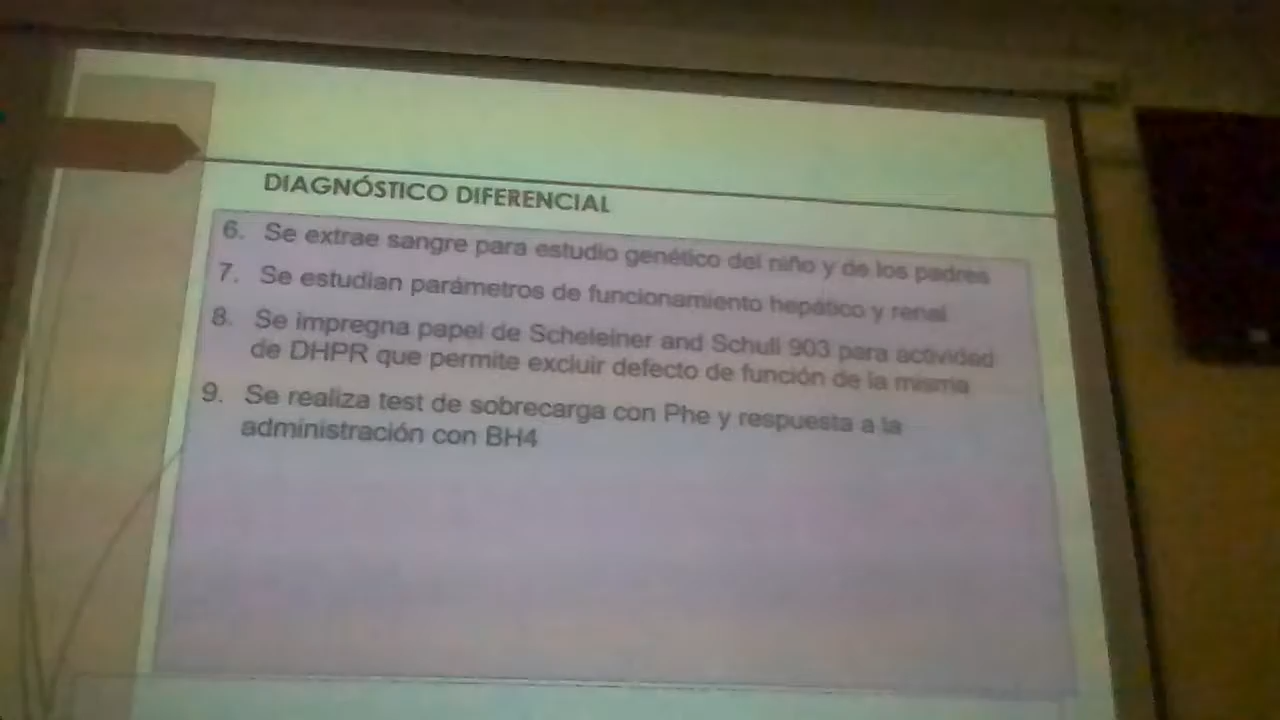 DIAGNÓSTICO DIFERENCIAL
6. Se extrae sangre para estudio genético del niño y de los padres
7. Se estudian parámetros de funcionamiento hepático y renal
8. Se impregna papel de Scheleiner and Schull 903 para actividad
de DHPR que permite excluir defecto de función de la misma
9. Se realiza test de sobrecarga con Phe y respuesta a la
administración con BH4